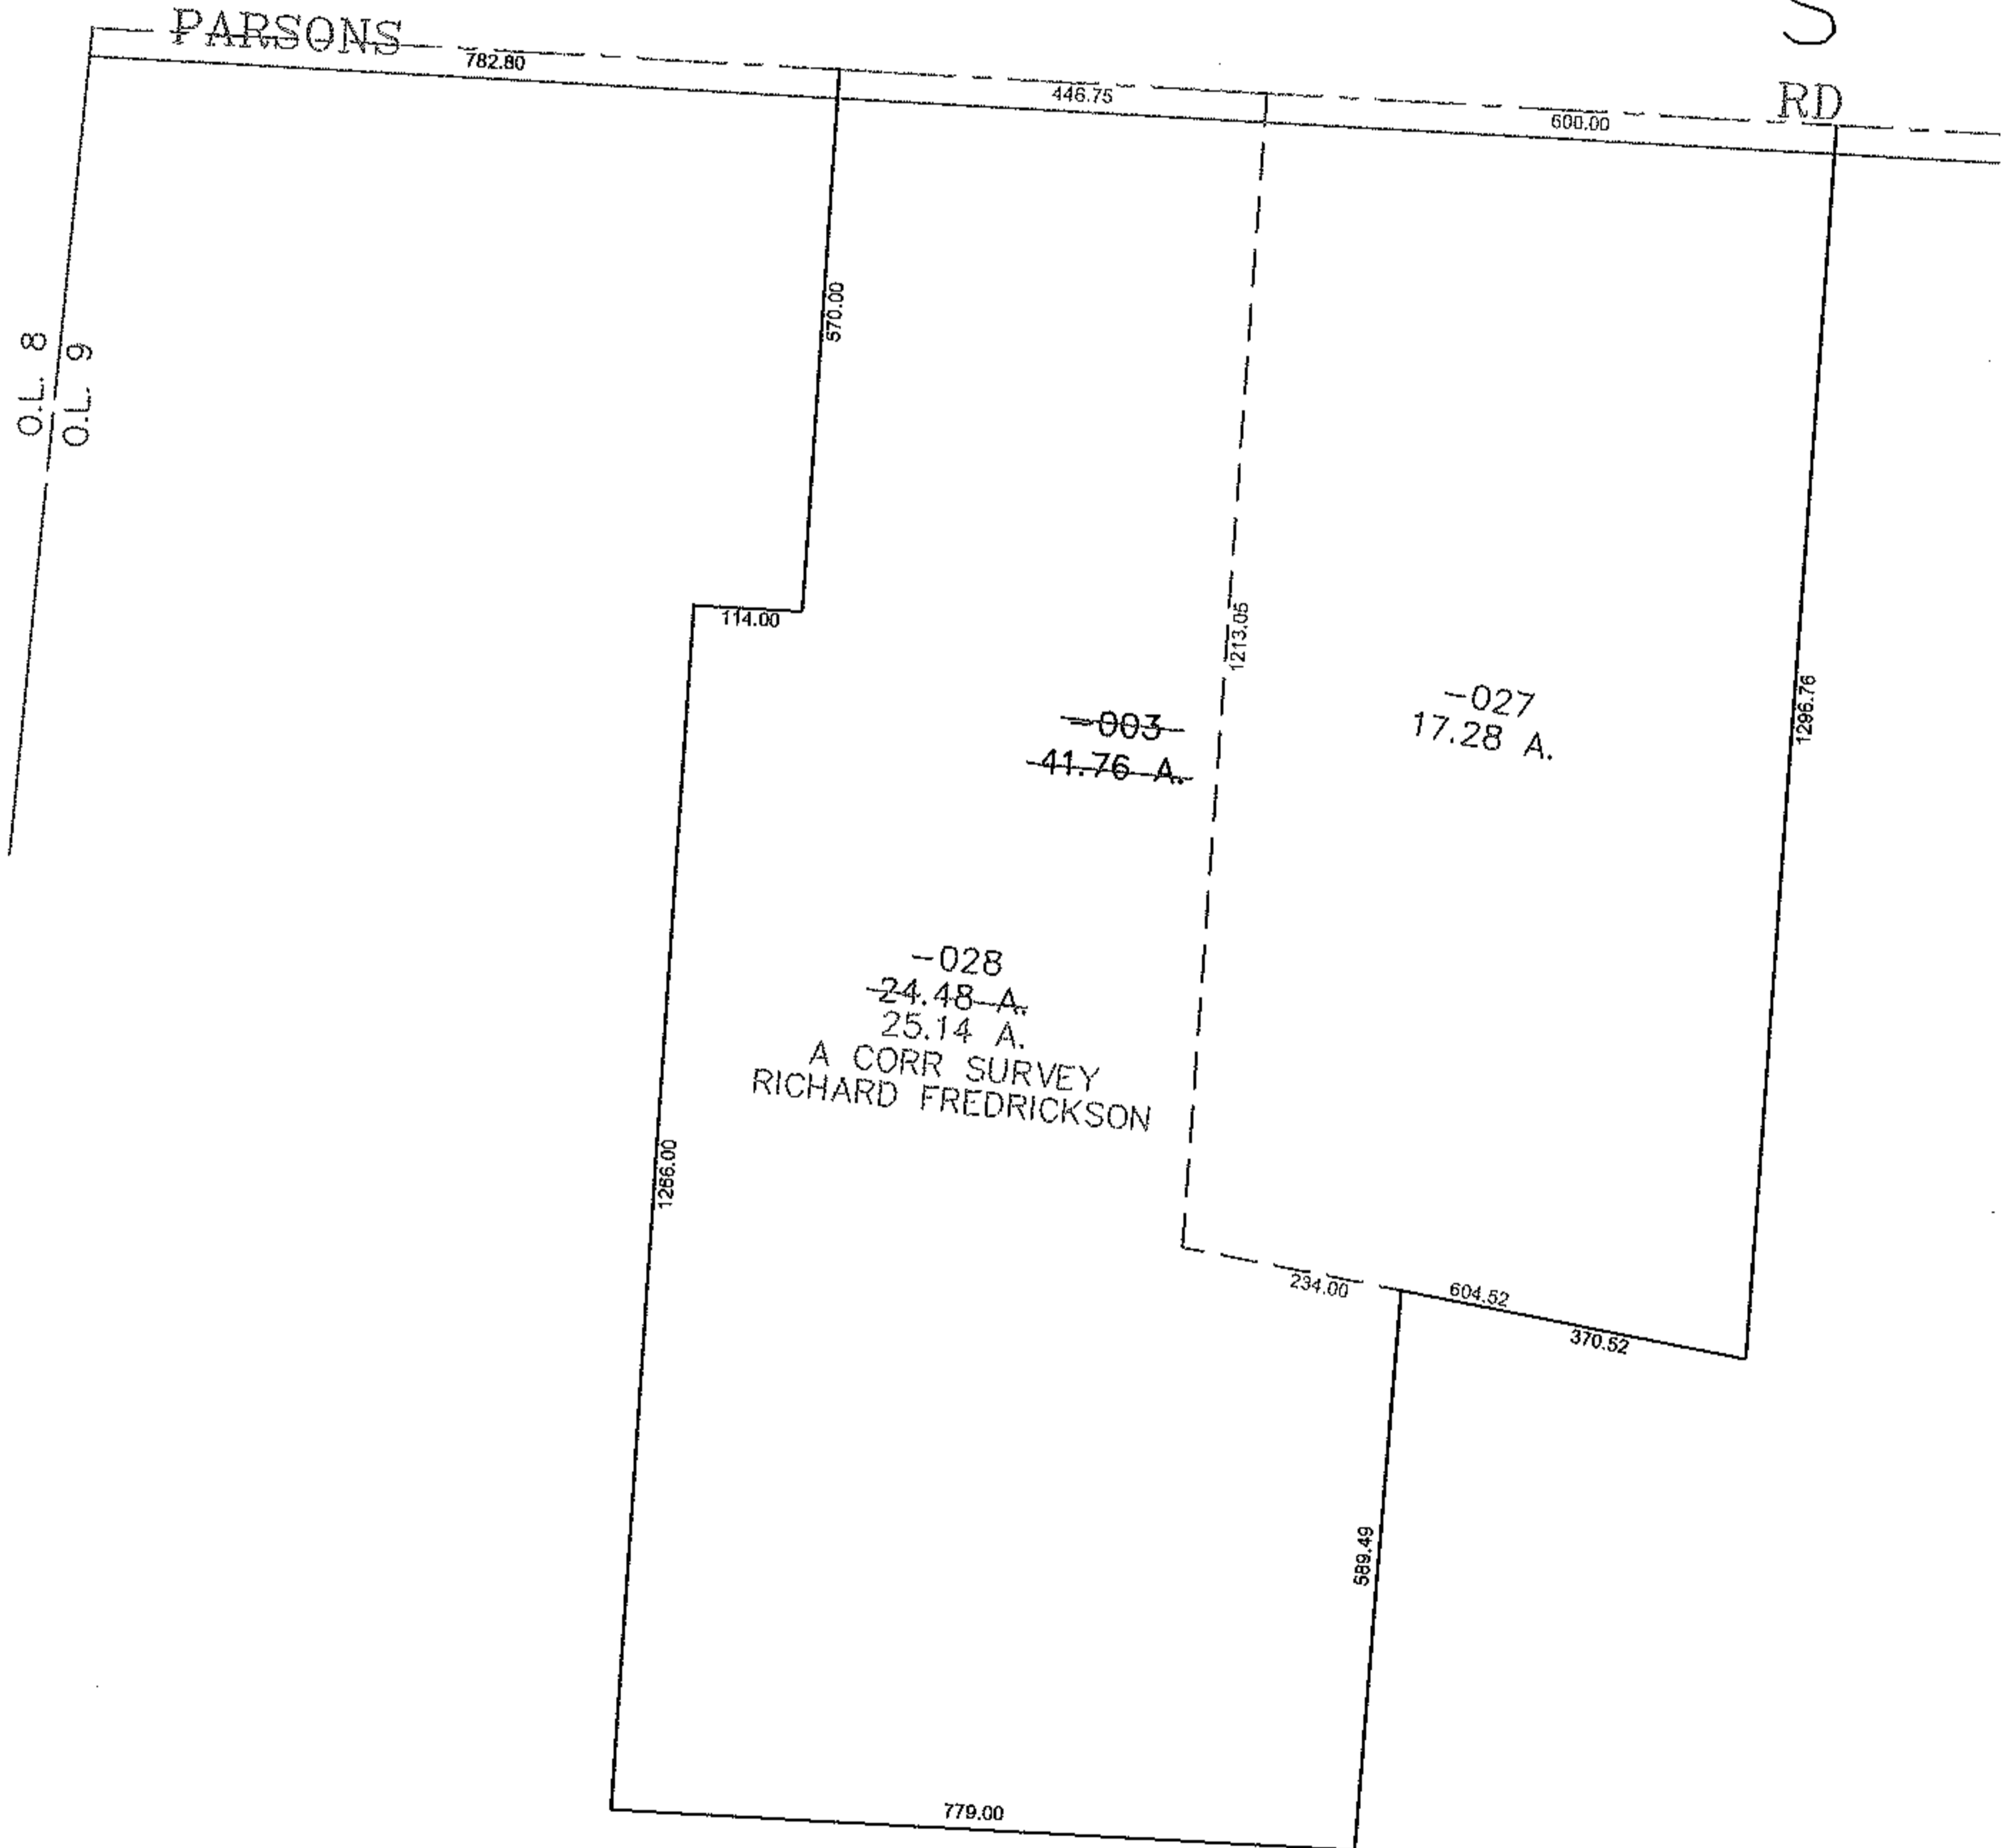 PARSONS
RD
782.80
446.75
600.00
O.L. 8
O.L. 9
570.00
114.00
1213.05
-003
41.76 A.
-027
17.28 A.
1296.76
-028
24.48 A.
25.14 A.
A CORR SURVEY
RICHARD FREDRICKSON
1266.00
234.00
604.52
370.52
589.49
779.00